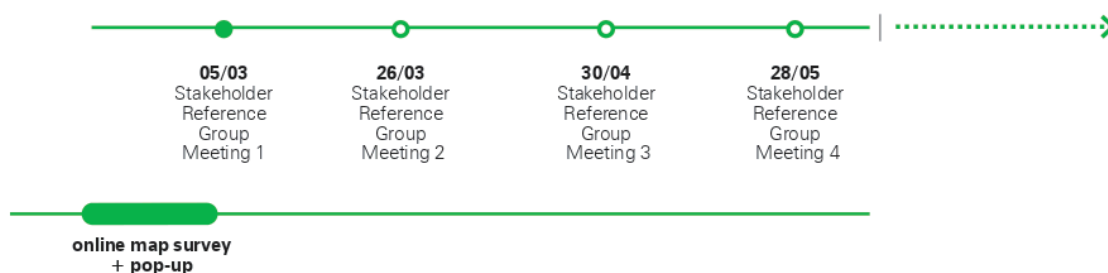 05/03
Stakeholder
Reference
Group
Meeting 1
26/03
Stakeholder
Reference
Group
Meeting 2
30/04
Stakeholder
Reference
Group
Meeting 3
28/05
Stakeholder
Reference
Group
Meeting 4
online map survey
+ pop-up